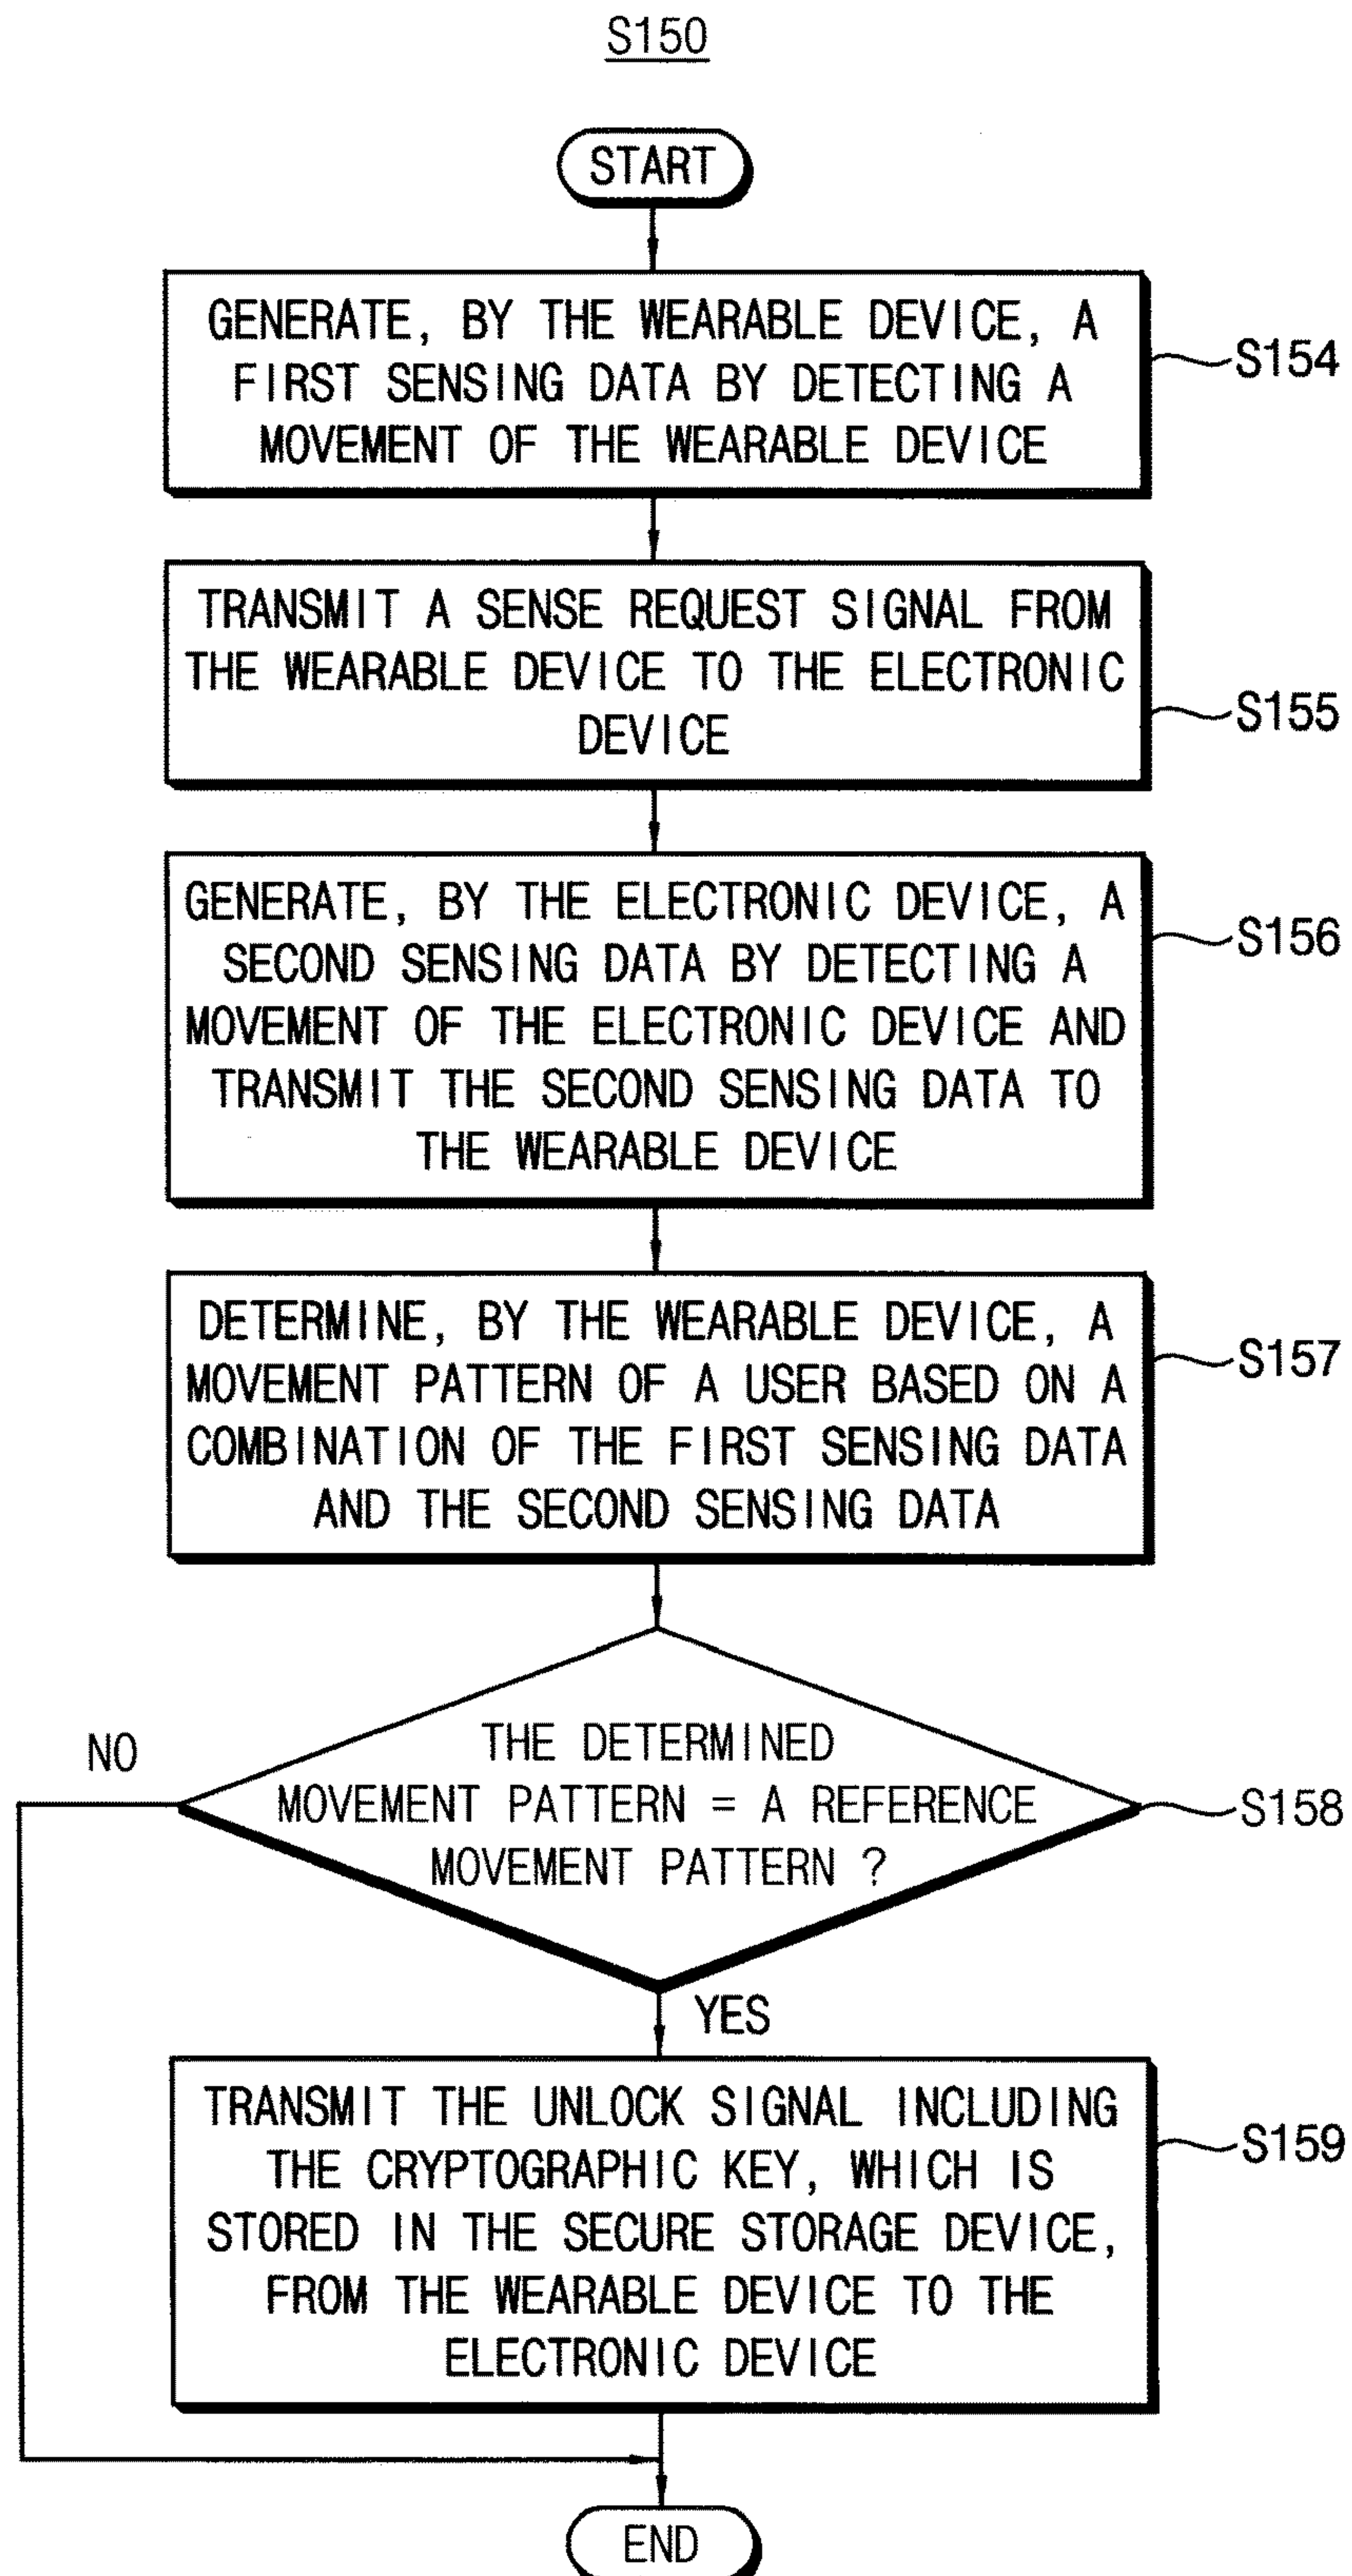 S150
START
GENERATE, BY THE WEARABLE DEVICE, A
FIRST SENSING DATA BY DETECTING A
MOVEMENT OF THE WEARABLE DEVICE
S154
TRANSMIT A SENSE REQUEST SIGNAL FROM
THE WEARABLE DEVICE TO THE ELECTRONIC
DEVICE
S155
GENERATE, BY THE ELECTRONIC DEVICE, A
SECOND SENSING DATA BY DETECTING A
MOVEMENT OF THE ELECTRONIC DEVICE AND
TRANSMIT THE SECOND SENSING DATA TO
THE WEARABLE DEVICE
S156
DETERMINE, BY THE WEARABLE DEVICE, A
MOVEMENT PATTERN OF A USER BASED ON A
COMBINATION OF THE FIRST SENSING DATA
AND THE SECOND SENSING DATA
S157
NO
THE DETERMINED
MOVEMENT PATTERN = A REFERENCE
MOVEMENT PATTERN ?
S158
YES
TRANSMIT THE UNLOCK SIGNAL INCLUDING
THE CRYPTOGRAPHIC KEY, WHICH IS
STORED IN THE SECURE STORAGE DEVICE,
FROM THE WEARABLE DEVICE TO THE
ELECTRONIC DEVICE
S159
END